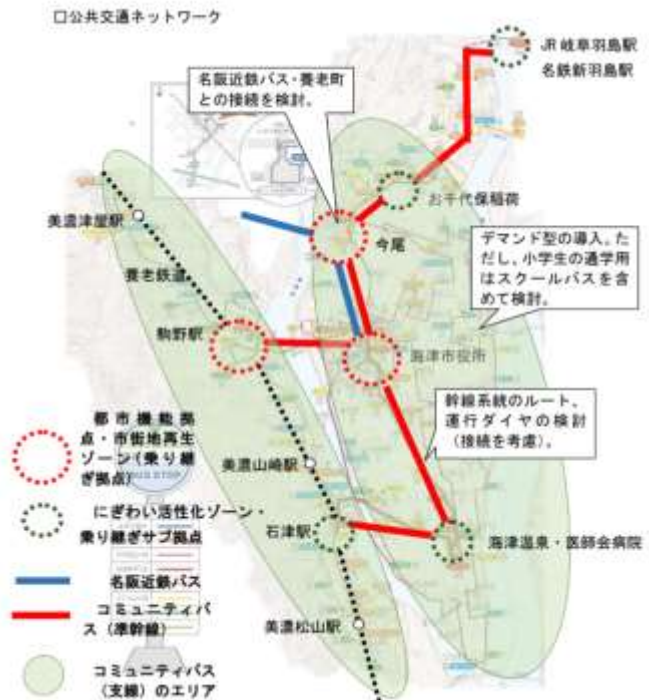 □公共交通ネットワーク
JR岐阜羽島駅
名鉄新羽島駅
名阪近鉄バス・養老町
との接続を検討。
お千代保稲荷
美濃津屋駅
今尾
デマンド型の導入。た
だし、小学生の通学用
はスクールバスを含
めて検討。
養老鉄道
駒野駅
海津市役所
幹線系統のルート、
運行ダイヤの検討
(接続を考慮)。
都市機能拠
点・市街地再生
ゾーン(乗り継
ぎ拠点)
BUS STOP
美濃山崎駅
にぎわい活性化ゾーン・
乗り継ぎサブ拠点
石津駅
海津温泉・医師会病院
名阪近鉄バス
コミュニティバ
ス(準幹線)
美濃松山駅
コミュニティバス
(支線)のエリア